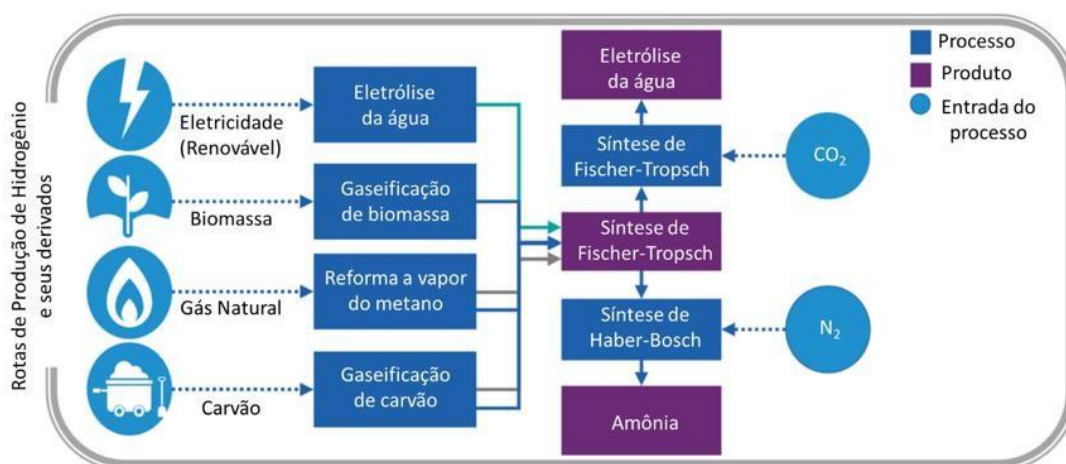 Rotas de Produção de Hidrogênio
e seus derivados
Eletricidade
(Renovável)
Biomassa
Gás Natural
Carvão
Eletrólise
da água
Gaseificação
de biomassa
Reforma a vapor
do metano
Gaseificação
de carvão
Eletrólise
da água
Síntese de
Fischer-Tropsch
Síntese de
Fischer-Tropsch
Síntese de
Haber-Bosch
Amônia
CO₂
N₂
Processo
Produto
Entrada do
processo